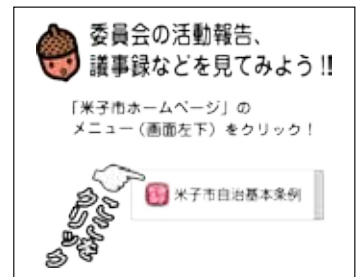 委員会の活動報告、
議事録などを見てみよう!!
「米子市ホームページ」の
メニュー(画面左下)をクリック!
米子市自治基本条例
ここをクリック